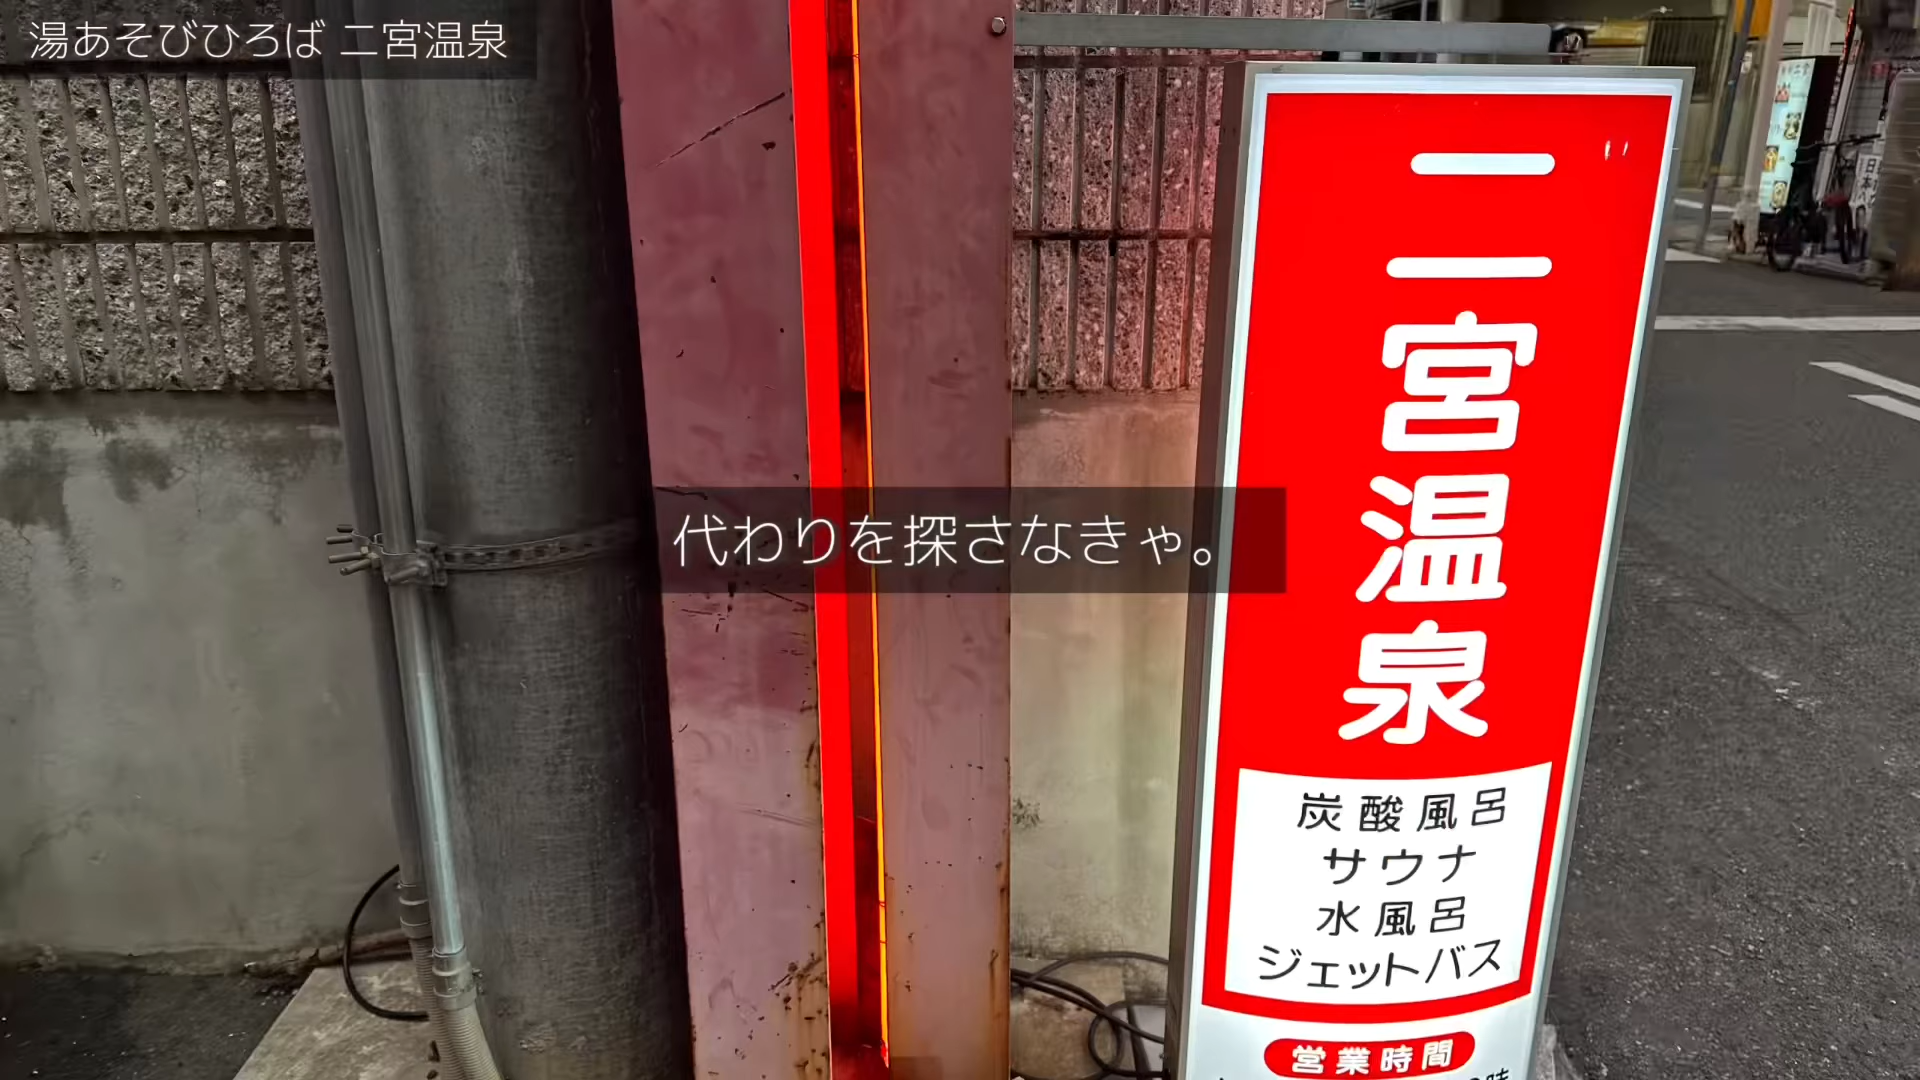 湯あそびひろば 二宮温泉
代わりを探さなきゃ。
二宮温泉
炭酸風呂
サウナ
水風呂
ジェットバス
営業時間